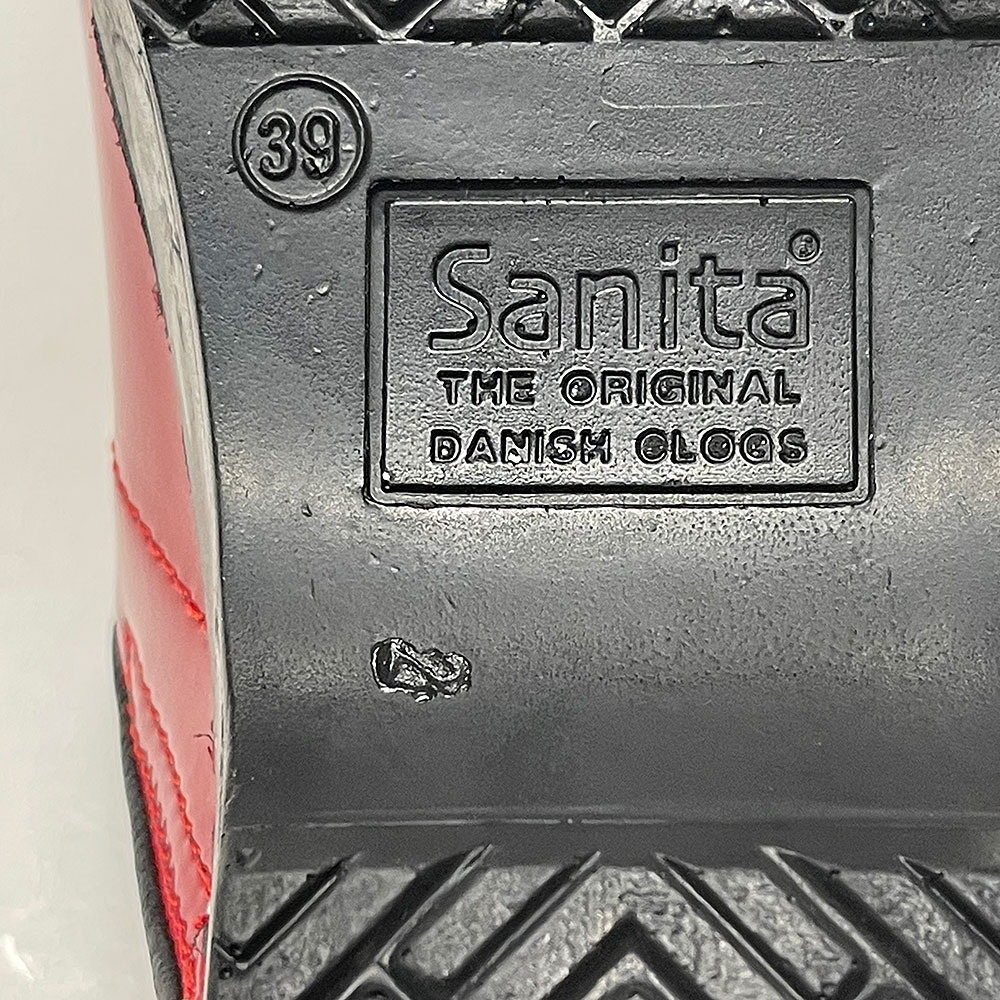 39
Sanita®
THE ORIGINAL
DANISH CLOGS